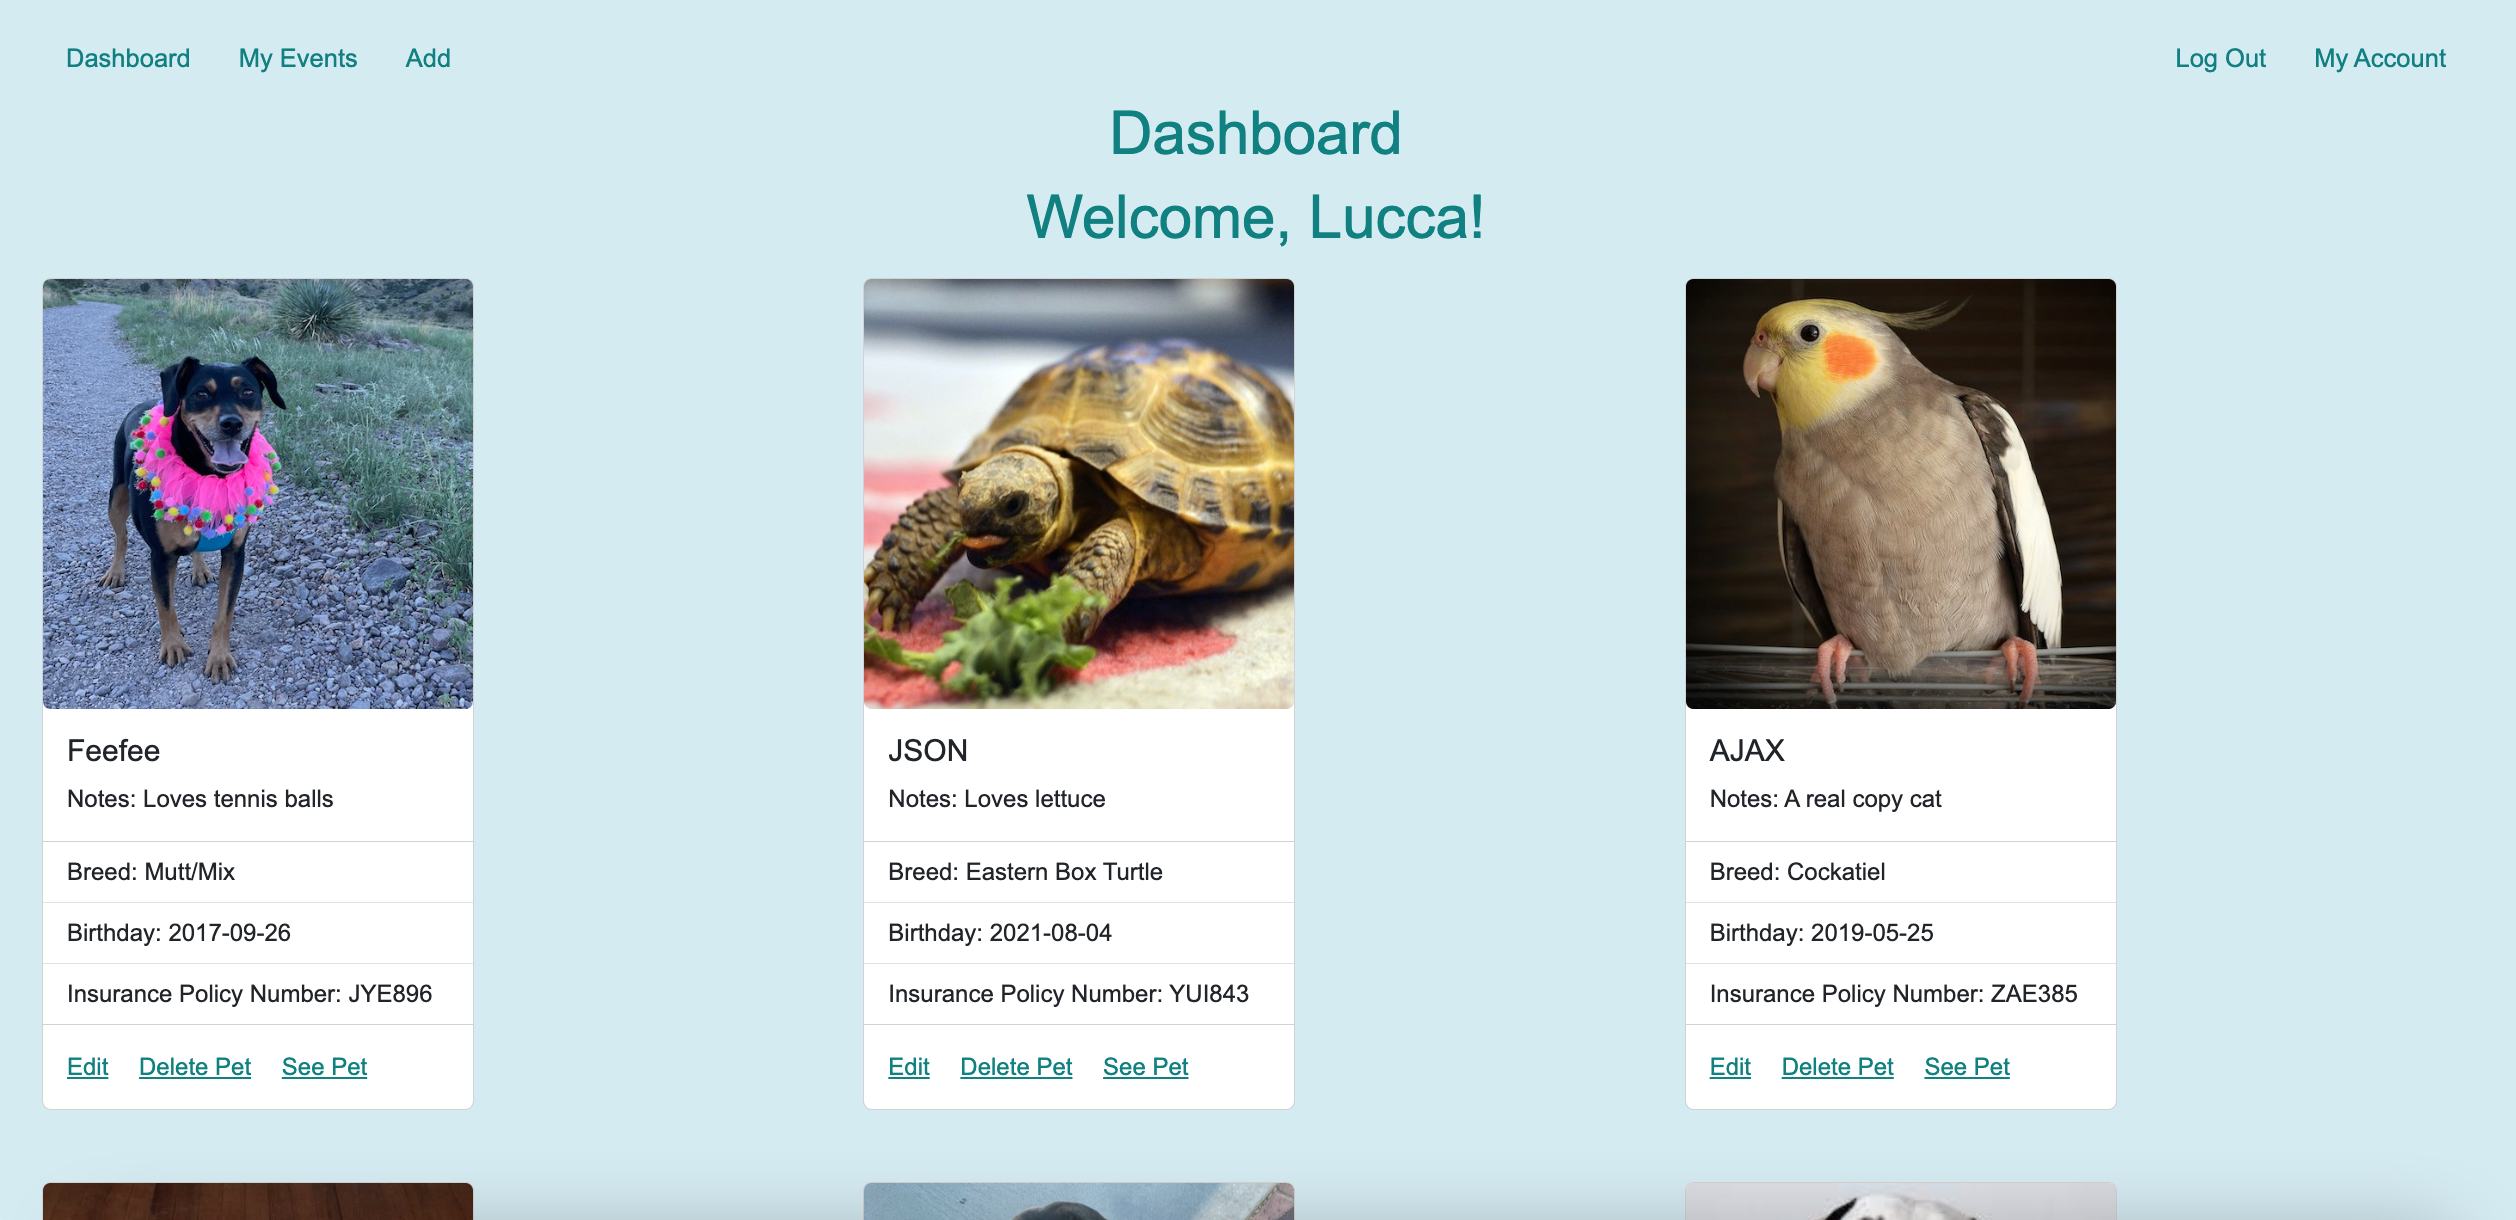 Dashboard My Events Add Log Out My Account
Dashboard
Welcome, Lucca!
Feefee
Notes: Loves tennis balls
Breed: Mutt/Mix
Birthday: 2017-09-26
Insurance Policy Number: JYE896
Edit Delete Pet See Pet
JSON
Notes: Loves lettuce
Breed: Eastern Box Turtle
Birthday: 2021-08-04
Insurance Policy Number: YUI843
Edit Delete Pet See Pet
AJAX
Notes: A real copy cat
Breed: Cockatiel
Birthday: 2019-05-25
Insurance Policy Number: ZAE385
Edit Delete Pet See Pet